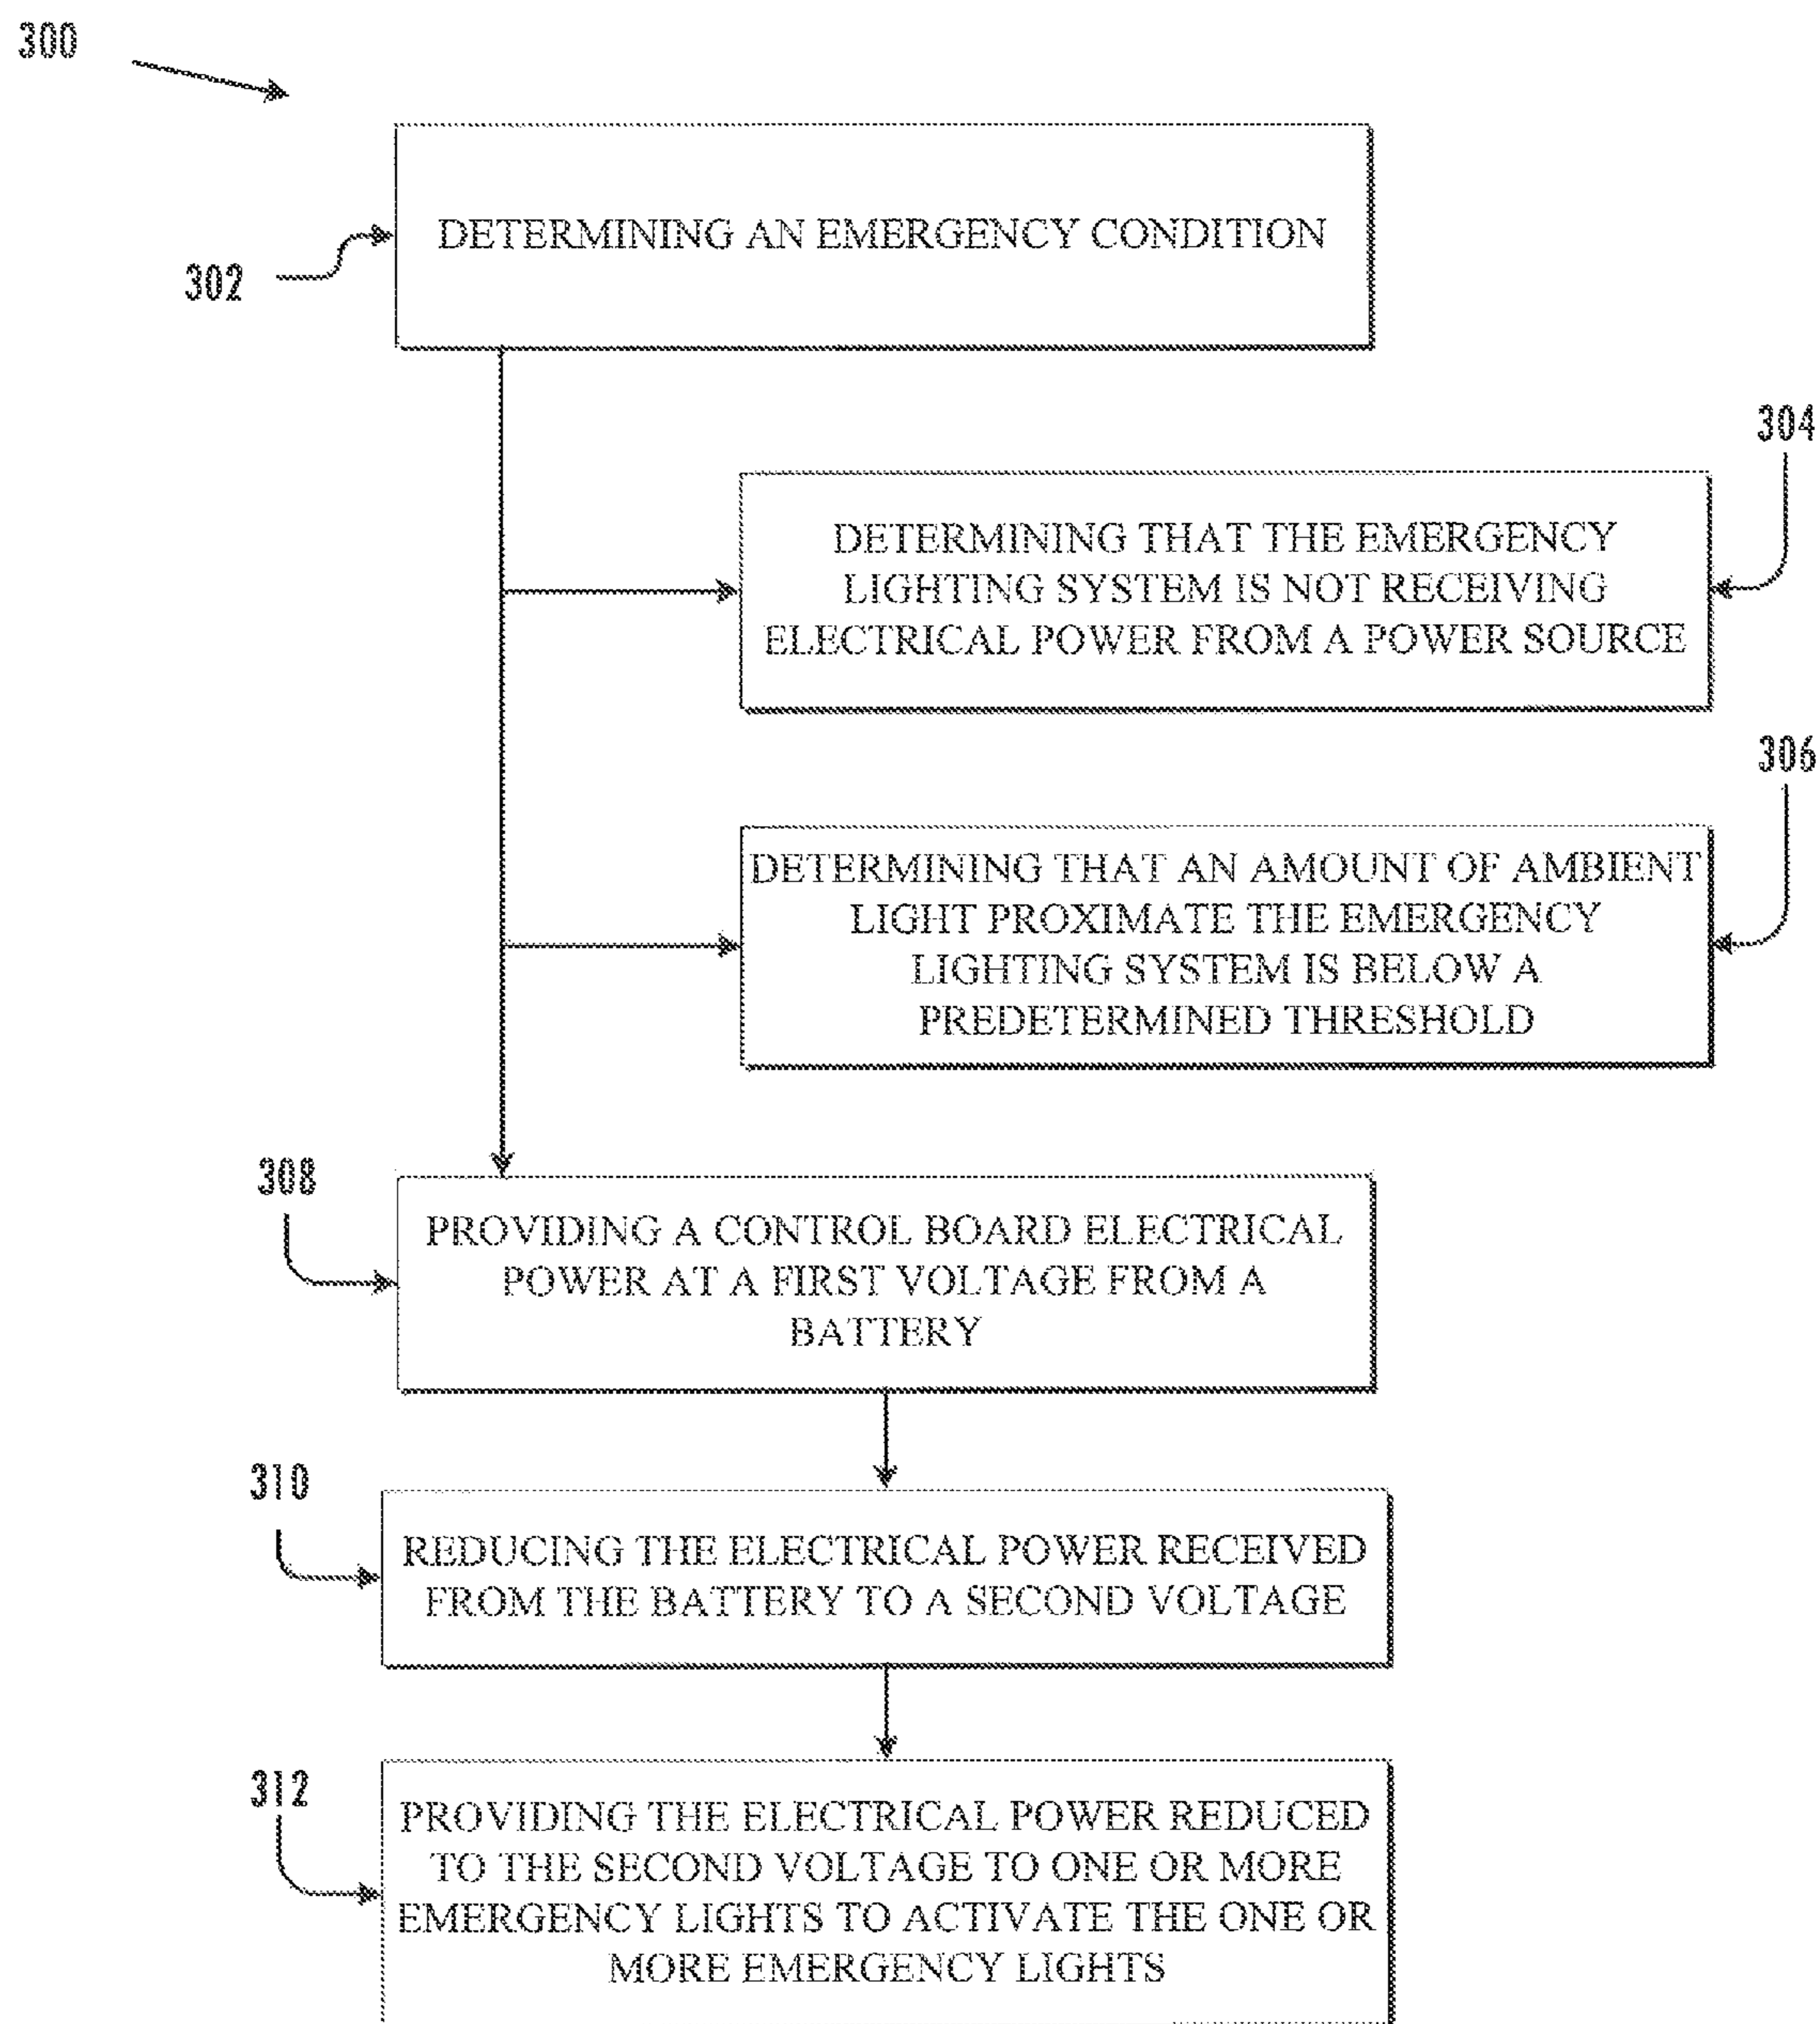 300
DETERMINING AN EMERGENCY CONDITION
302
304
DETERMINING THAT THE EMERGENCY
LIGHTING SYSTEM IS NOT RECEIVING
ELECTRICAL POWER FROM A POWER SOURCE
306
DETERMINING THAT AN AMOUNT OF AMBIENT
LIGHT PROXIMATE THE EMERGENCY
LIGHTING SYSTEM IS BELOW A
PREDETERMINED THRESHOLD
308
PROVIDING A CONTROL BOARD ELECTRICAL
POWER AT A FIRST VOLTAGE FROM A
BATTERY
310
REDUCING THE ELECTRICAL POWER RECEIVED
FROM THE BATTERY TO A SECOND VOLTAGE
312
PROVIDING THE ELECTRICAL POWER REDUCED
TO THE SECOND VOLTAGE TO ONE OR MORE
EMERGENCY LIGHTS TO ACTIVATE THE ONE OR
MORE EMERGENCY LIGHTS